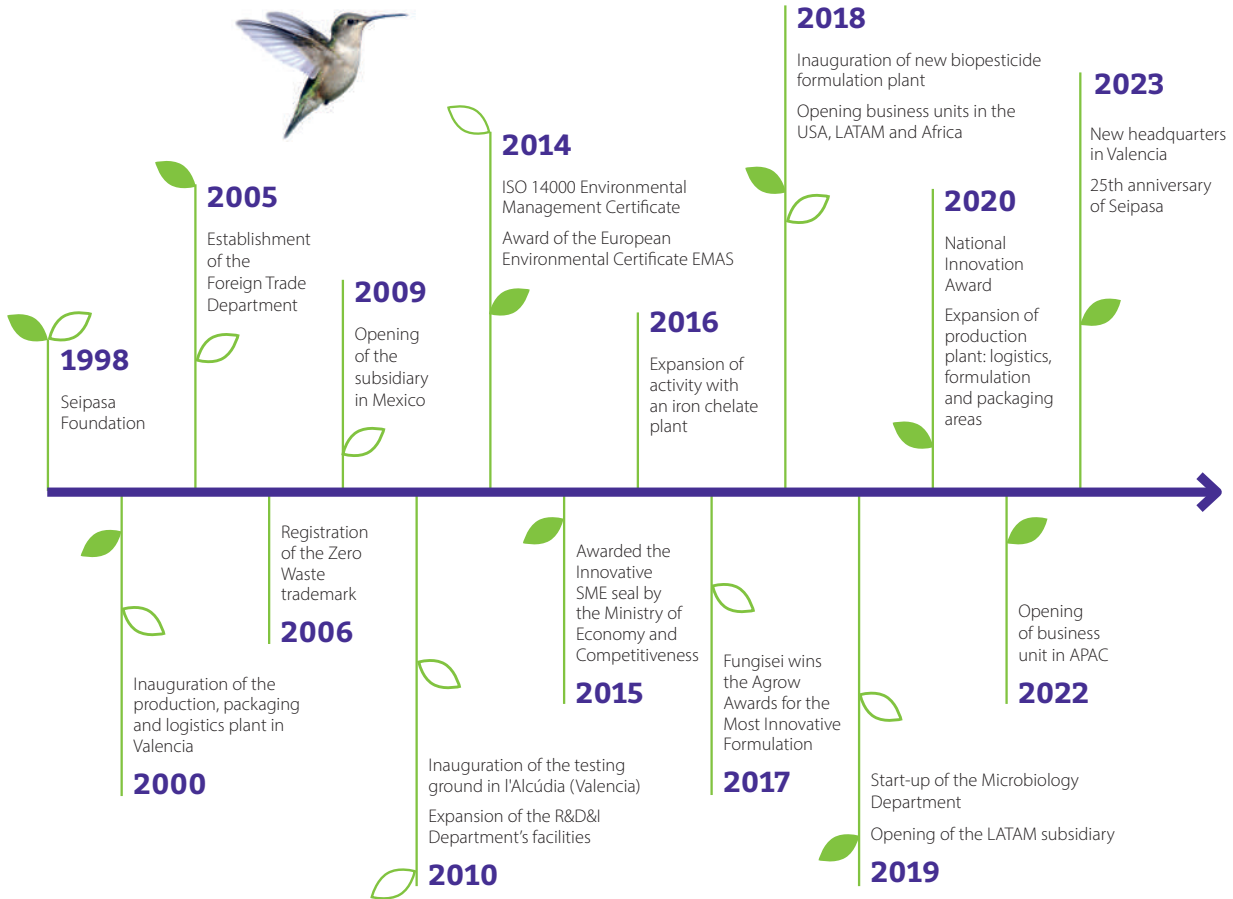 1998
Seipasa
Foundation
2000
Inauguration of the
production, packaging
and logistics plant in
Valencia
2005
Establishment
of the
Foreign Trade
Department
Registration
of the Zero
Waste
trademark
2006
2009
Opening
of the
subsidiary
in Mexico
Inauguration of the testing
ground in l'Alcúdia (Valencia)
Expansion of the R&D&I
Department's facilities
2010
2014
ISO 14000 Environmental
Management Certificate
Award of the European
Environmental Certificate EMAS
Awarded the
Innovative
SME seal by
the Ministry of
Economy and
Competitiveness
2015
2016
Expansion of
activity with
an iron chelate
plant
Fungisei wins
the Agrow
Awards for the
Most Innovative
Formulation
2017
2018
Inauguration of new biopesticide
formulation plant
Opening business units in the
USA, LATAM and Africa
Start-up of the Microbiology
Department
Opening of the LATAM subsidiary
2019
2020
National
Innovation
Award
Expansion of
production
plant: logistics,
formulation
and packaging
areas
Opening
of business
unit in APAC
2022
2023
New headquarters
in Valencia
25th anniversary
of Seipasa